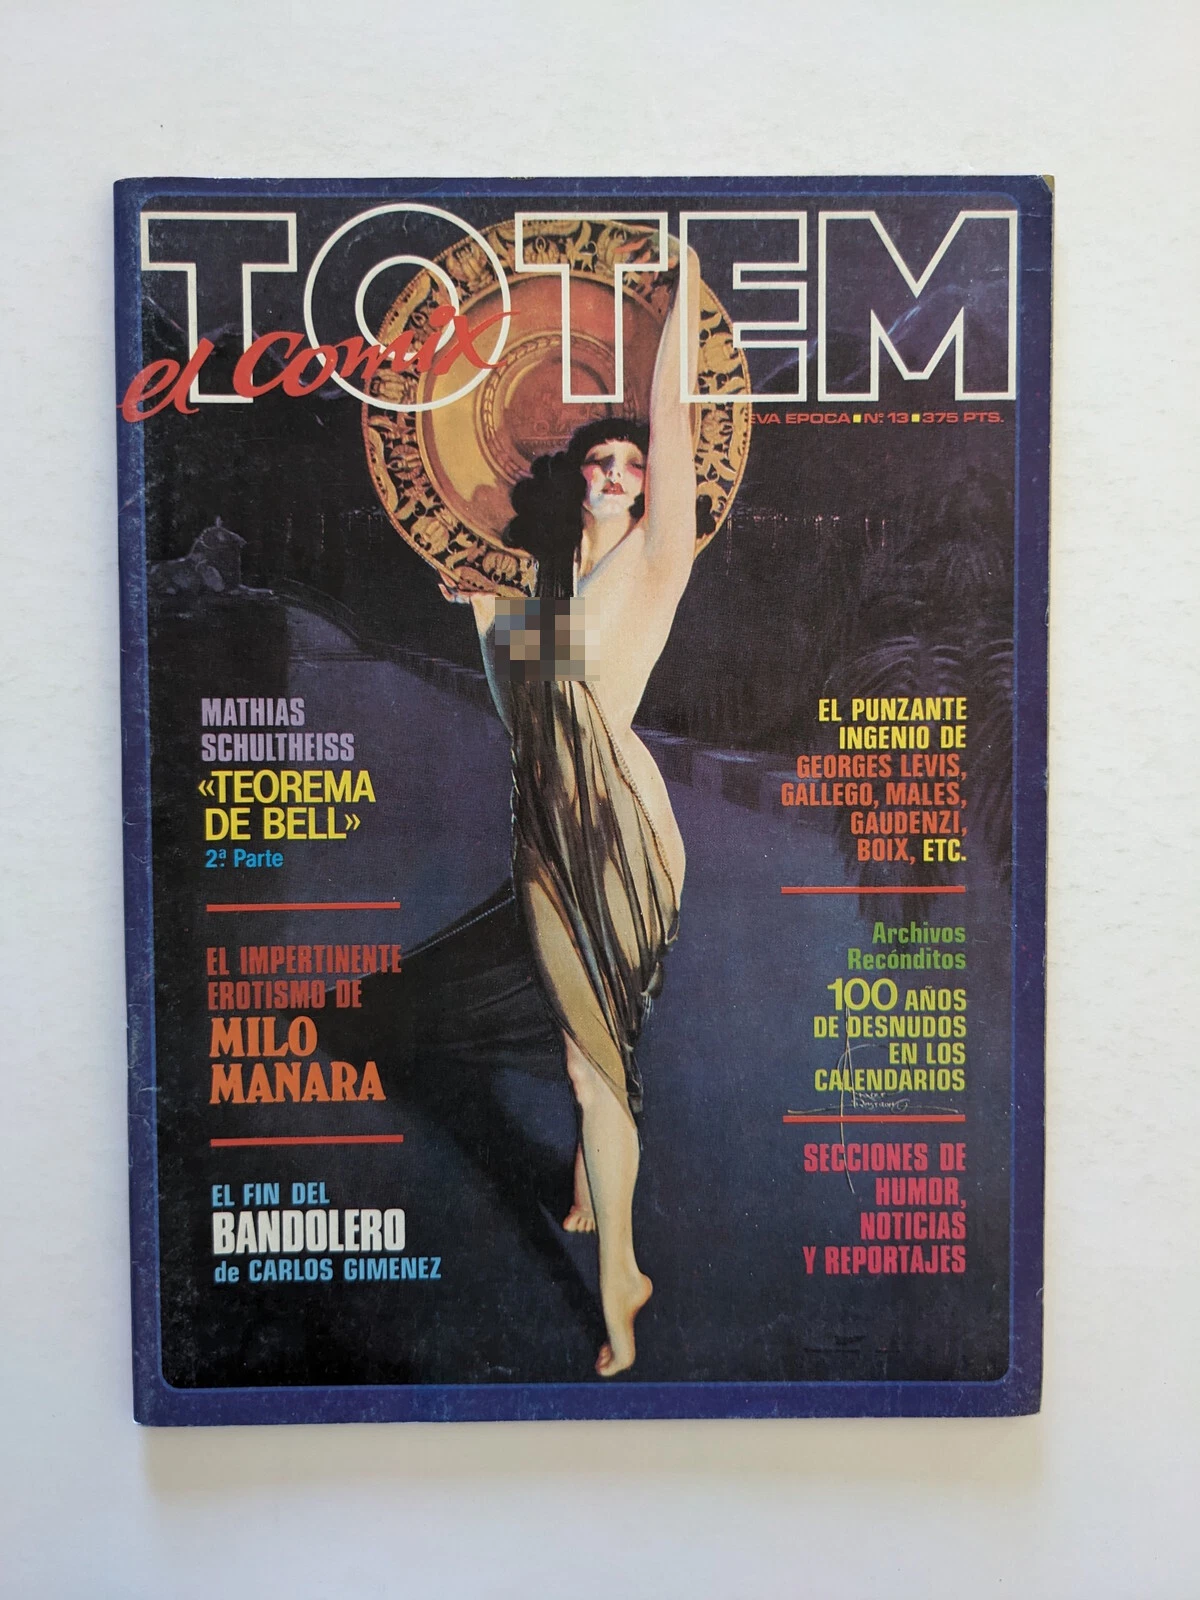 TOTEM
el comix
EVA EPOCA ■ Nº 13 ■ 375 PTS.
MATHIAS
SCHULTHEISS
«TEOREMA
DE BELL»
2ª Parte
EL IMPERTINENTE
EROTISMO DE
MILO
MANARA
EL FIN DEL
BANDOLERO
de CARLOS GIMENEZ
EL PUNZANTE
INGENIO DE
GEORGES LEVIS,
GALLEGO, MALES,
GAUDENZI,
BOIX, ETC.
Archivos
Recónditos
100 AÑOS
DE DESNUDOS
EN LOS
CALENDARIOS
SECCIONES DE
HUMOR,
NOTICIAS
Y REPORTAJES